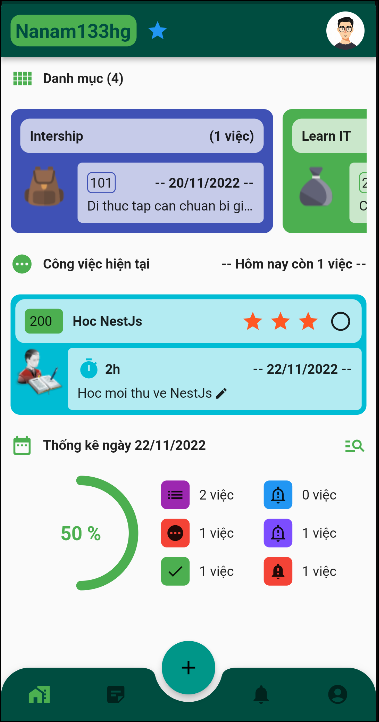 Nanam133hg
Danh mục (4)
Intership (1 việc)
101 -- 20/11/2022 --
Di thuc tap can chuan bi gi...
Learn IT
2
C
Công việc hiện tại -- Hôm nay còn 1 việc --
200 Hoc NestJs
2h -- 22/11/2022 --
Hoc moi thu ve NestJs
Thống kê ngày 22/11/2022
50 %
2 việc 0 việc
1 việc 1 việc
1 việc 1 việc